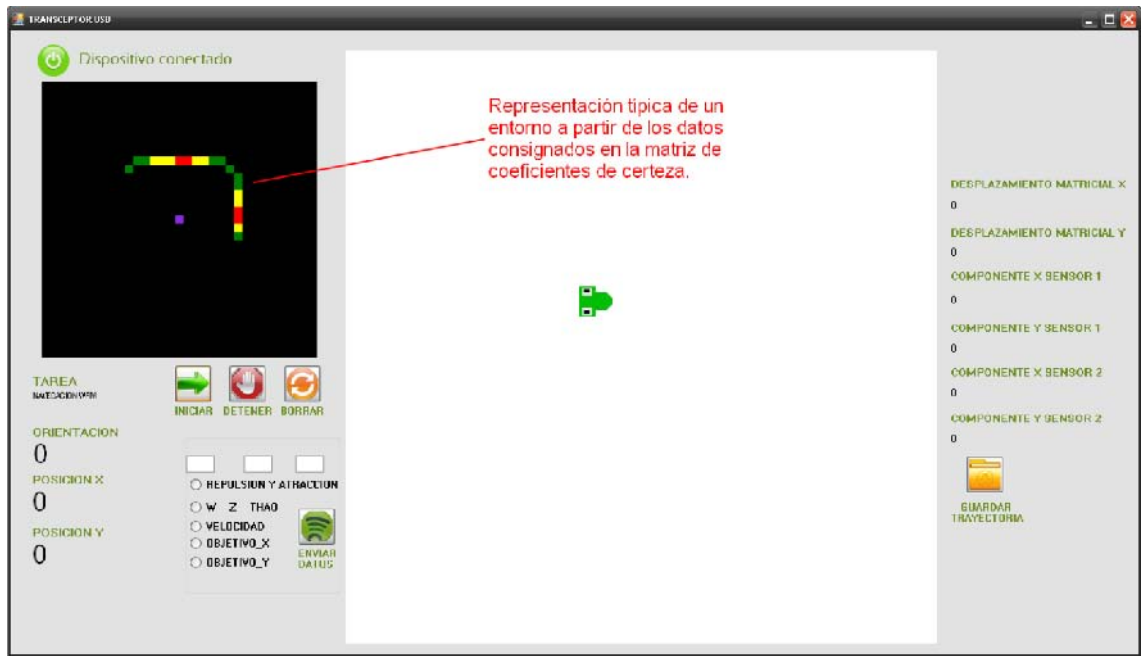 TRANSCEPTOR USB
Dispositivo conectado
Representación tipica de un
entorno a partir de los datos
consignados en la matriz de
coeficientes de certeza.
TAREA
INICIAR DETENER BORRAR
ORIENTACION
0
POSICION X
0
POSICION Y
0
REPULSION Y ATRACCION
W Z THAO
VELOCIDAD
OBJETIVO_X
OBJETIVO_Y
ENVIAR
DATOS
DESPLAZAMIENTO MATRICIAL X
0
DESPLAZAMIENTO MATRICIAL Y
0
COMPONENTE X SENSOR 1
0
COMPONENTE Y SENSOR 1
0
COMPONENTE X SENSOR 2
0
COMPONENTE Y SENSOR 2
0
GUARDAR
TRAYECTORIA